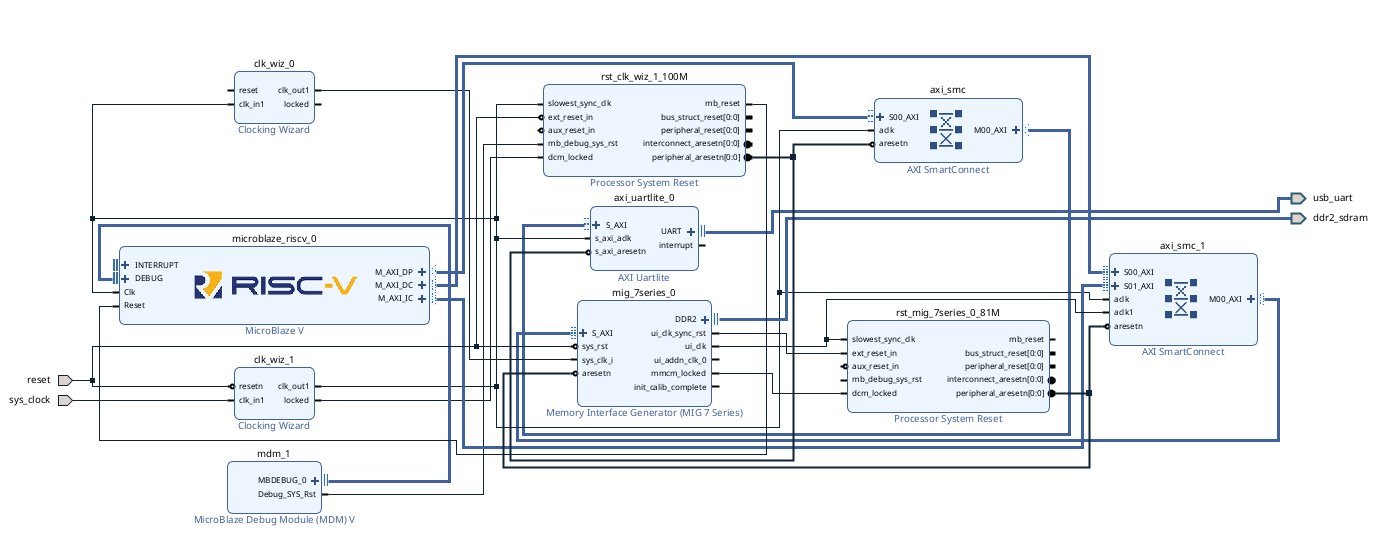 clk_wiz_0
reset
clk_in1
clk_out1
locked
Clocking Wizard
rst_clk_wiz_1_100M
slowest_sync_clk
ext_reset_in
aux_reset_in
mb_debug_sys_rst
dcm_locked
mb_reset
bus_struct_reset[0:0]
peripheral_reset[0:0]
interconnect_aresetn[0:0]
peripheral_aresetn[0:0]
Processor System Reset
axi_smc
S00_AXI
aclk
aresetn
M00_AXI
AXI SmartConnect
axi_uartlite_0
S_AXI
s_axi_aclk
s_axi_aresetn
UART
interrupt
AXI Uartlite
usb_uart
ddr2_sdram
microblaze_riscv_0
INTERRUPT
DEBUG
Clk
Reset
RISC-V
M_AXI_DP
M_AXI_DC
M_AXI_IC
MicroBlaze V
axi_smc_1
S00_AXI
S01_AXI
aclk
aclk1
aresetn
M00_AXI
AXI SmartConnect
mig_7series_0
S_AXI
sys_rst
sys_clk_i
aresetn
DDR2
ui_clk_sync_rst
ui_clk
ui_addn_clk_0
mmcm_locked
init_calib_complete
Memory Interface Generator (MIG 7 Series)
rst_mig_7series_0_81M
slowest_sync_clk
ext_reset_in
aux_reset_in
mb_debug_sys_rst
dcm_locked
mb_reset
bus_struct_reset[0:0]
peripheral_reset[0:0]
interconnect_aresetn[0:0]
peripheral_aresetn[0:0]
Processor System Reset
reset
sys_clock
clk_wiz_1
resetn
clk_in1
clk_out1
locked
Clocking Wizard
mdm_1
MBDEBUG_0
Debug_SYS_Rst
MicroBlaze Debug Module (MDM) V